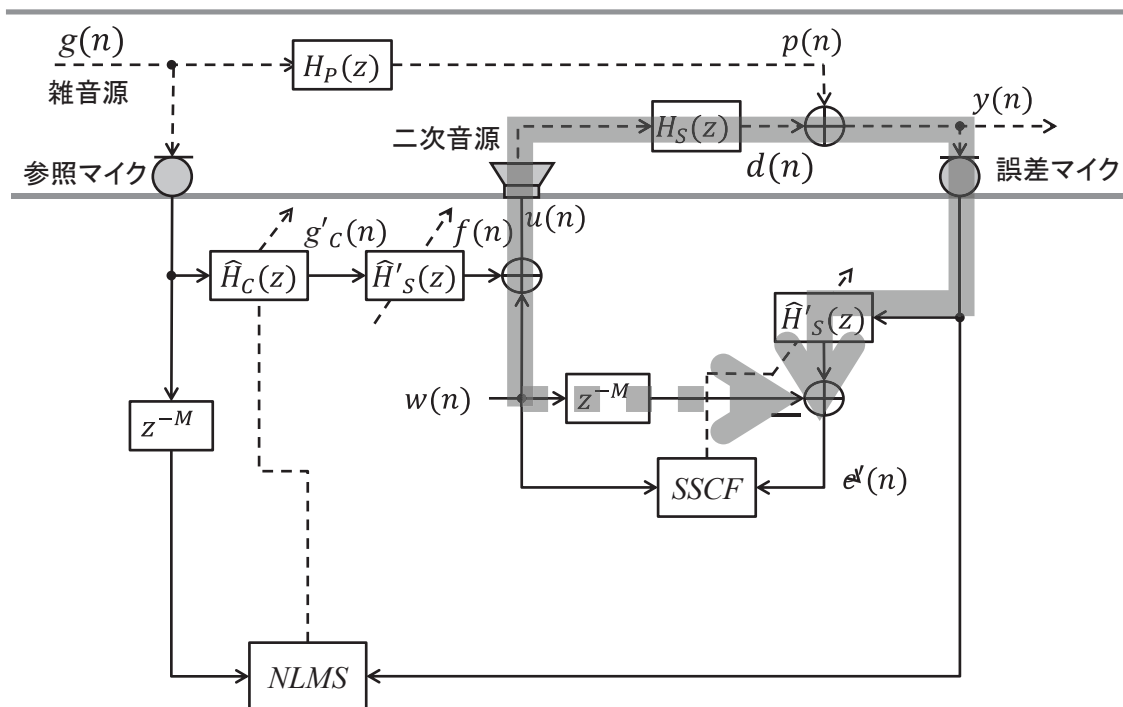 g(n)
雑音源
H_P(z)
p(n)
y(n)
二次音源
H_S(z)
d(n)
参照マイク
誤差マイク
u(n)
g'_C(n)
f(n)
Ĥ_C(z)
Ĥ'_S(z)
Ĥ'_S(z)
w(n)
z^{-M}
−
z^{-M}
SSCF
e'(n)
NLMS